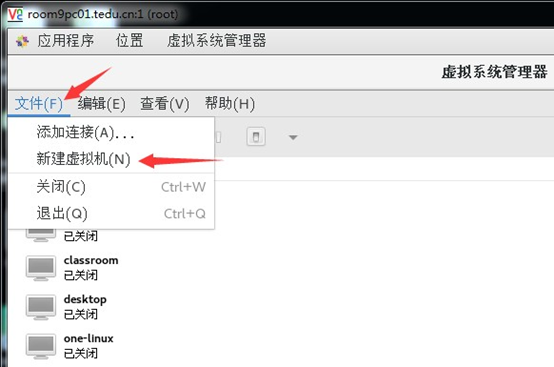 room9pc01.tedu.cn:1 (root)
应用程序 位置 虚拟系统管理器
虚拟系统管理器
文件(F) 编辑(E) 查看(V) 帮助(H)
添加连接(A)...
新建虚拟机(N)
关闭(C) Ctrl+W
退出(Q) Ctrl+Q
已关闭
classroom
已关闭
desktop
已关闭
one-linux
已关闭